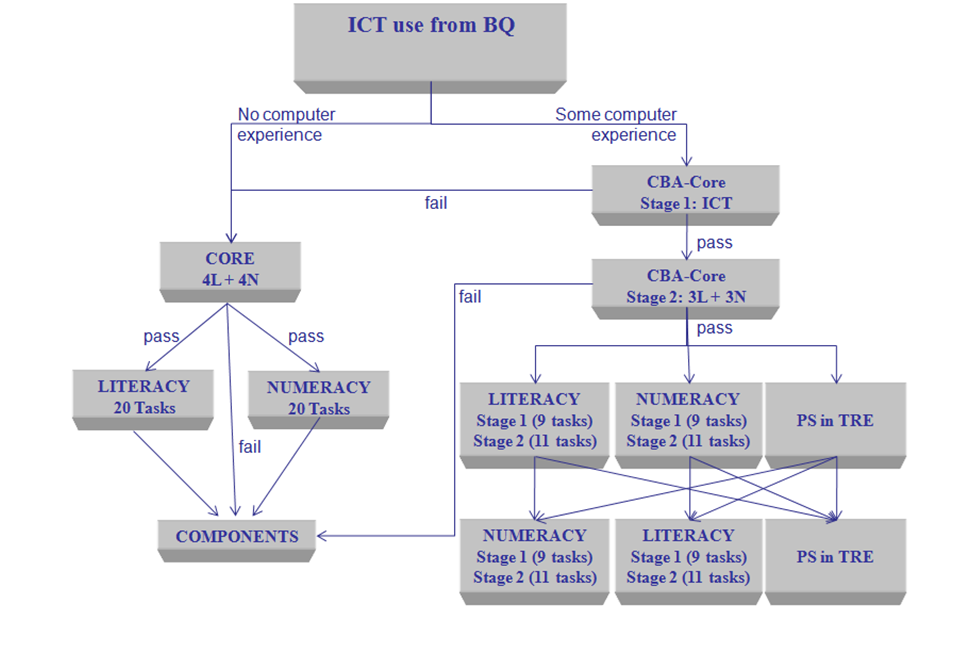 ICT use from BQ
No computer
experience
Some computer
experience
CBA-Core
Stage 1: ICT
fail
pass
CORE
4L + 4N
CBA-Core
Stage 2: 3L + 3N
fail
pass
pass
pass
LITERACY
20 Tasks
NUMERACY
20 Tasks
LITERACY
Stage 1 (9 tasks)
Stage 2 (11 tasks)
NUMERACY
Stage 1 (9 tasks)
Stage 2 (11 tasks)
PS in TRE
fail
COMPONENTS
NUMERACY
Stage 1 (9 tasks)
Stage 2 (11 tasks)
LITERACY
Stage 1 (9 tasks)
Stage 2 (11 tasks)
PS in TRE